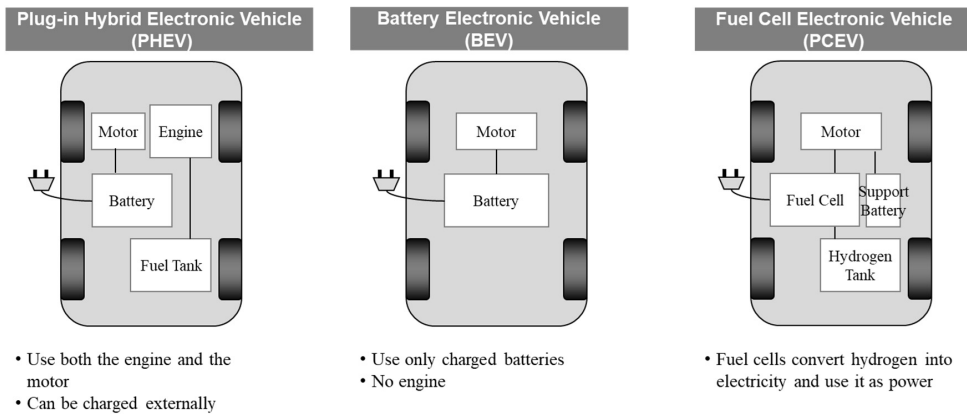 Plug-in Hybrid Electronic Vehicle
(PHEV)
Motor
Engine
Battery
Fuel Tank
• Use both the engine and the
motor
• Can be charged externally
Battery Electronic Vehicle
(BEV)
Motor
Battery
• Use only charged batteries
• No engine
Fuel Cell Electronic Vehicle
(PCEV)
Motor
Fuel Cell
Support
Battery
Hydrogen
Tank
• Fuel cells convert hydrogen into
electricity and use it as power